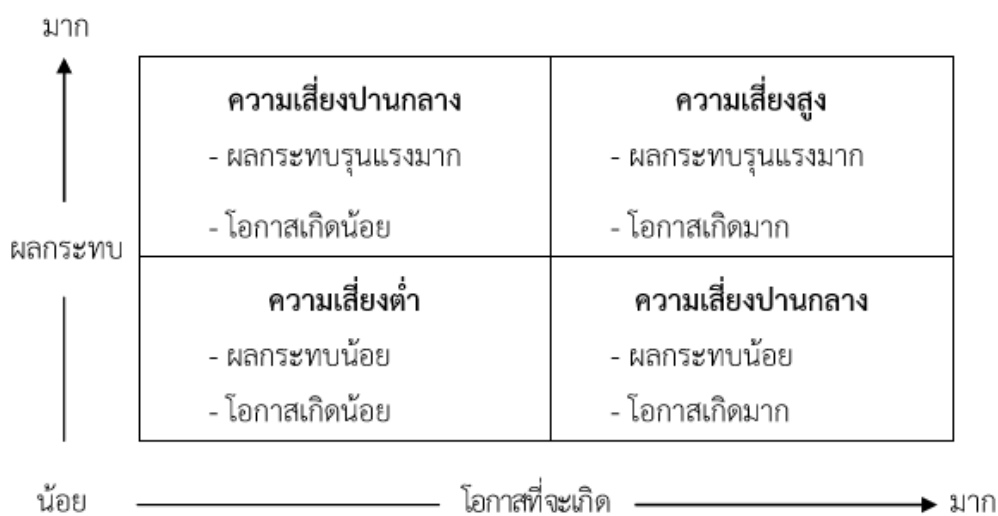 มาก
ความเสี่ยงปานกลาง
- ผลกระทบรุนแรงมาก
- โอกาสเกิดน้อย
ความเสี่ยงสูง
- ผลกระทบรุนแรงมาก
- โอกาสเกิดมาก
ผลกระทบ
ความเสี่ยงต่ำ
- ผลกระทบน้อย
- โอกาสเกิดน้อย
ความเสี่ยงปานกลาง
- ผลกระทบน้อย
- โอกาสเกิดมาก
น้อย
โอกาสที่จะเกิด
มาก